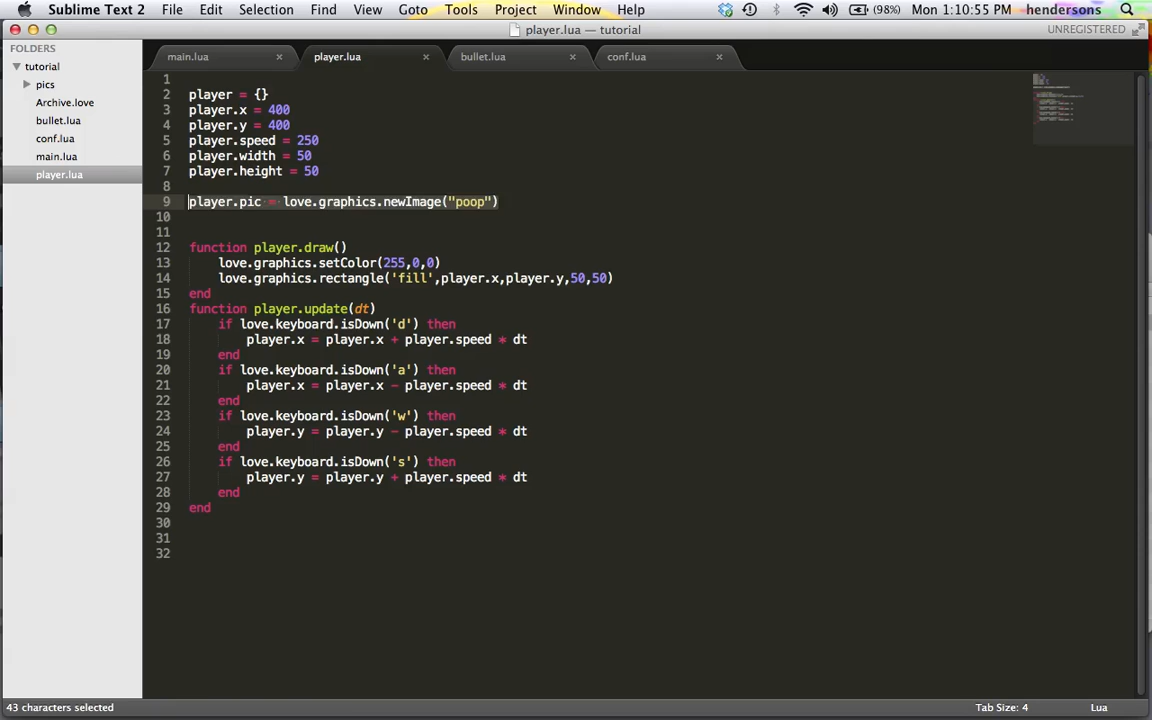 Sublime Text 2 File Edit Selection Find View Goto Tools Project Window Help (98%) Mon 1:10:55 PM hendersons
player.lua — tutorial UNREGISTERED
FOLDERS
tutorial
pics
Archive.love
bullet.lua
conf.lua
main.lua
player.lua
main.lua × player.lua × bullet.lua × conf.lua ×
1
2 player = {}
3 player.x = 400
4 player.y = 400
5 player.speed = 250
6 player.width = 50
7 player.height = 50
8
9 player.pic = love.graphics.newImage("poop")
10
11
12 function player.draw()
13 love.graphics.setColor(255,0,0)
14 love.graphics.rectangle('fill',player.x,player.y,50,50)
15 end
16 function player.update(dt)
17 if love.keyboard.isDown('d') then
18 player.x = player.x + player.speed * dt
19 end
20 if love.keyboard.isDown('a') then
21 player.x = player.x - player.speed * dt
22 end
23 if love.keyboard.isDown('w') then
24 player.y = player.y - player.speed * dt
25 end
26 if love.keyboard.isDown('s') then
27 player.y = player.y + player.speed * dt
28 end
29 end
30
31
32
43 characters selected Tab Size: 4 Lua